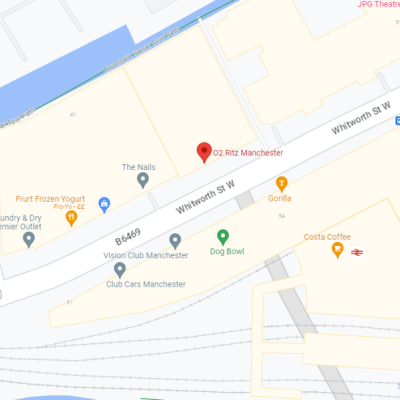 JPG Theatre
41
Whitworth St W
O2 Ritz Manchester
The Nails
Frurt Frozen Yogurt
Fro-Yo • ££
Gorilla
Whitworth St W
54
undry & Dry
emier Outlet
B6469
Costa Coffee
Dog Bowl
Vision Club Manchester
Club Cars Manchester